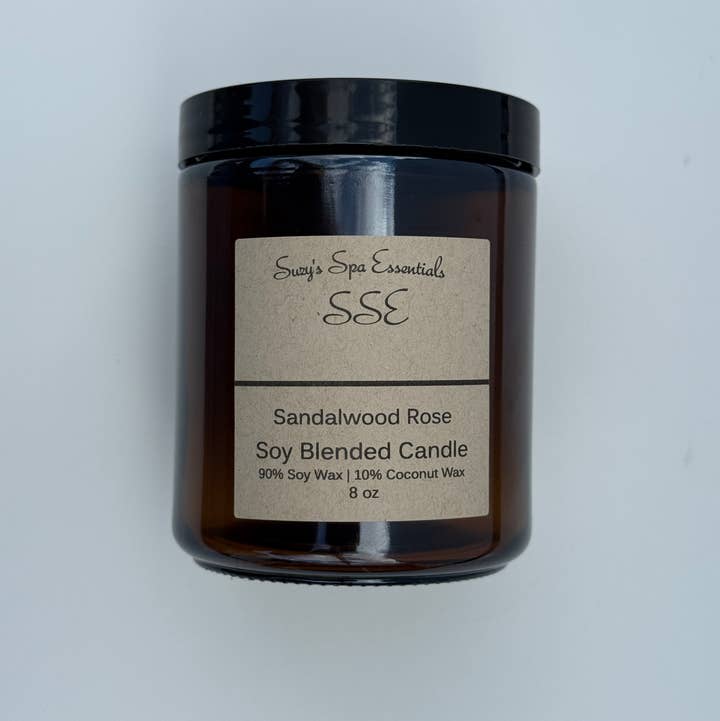 Suzy's Spa Essentials
SSE
Sandalwood Rose
Soy Blended Candle
90% Soy Wax | 10% Coconut Wax
8 oz